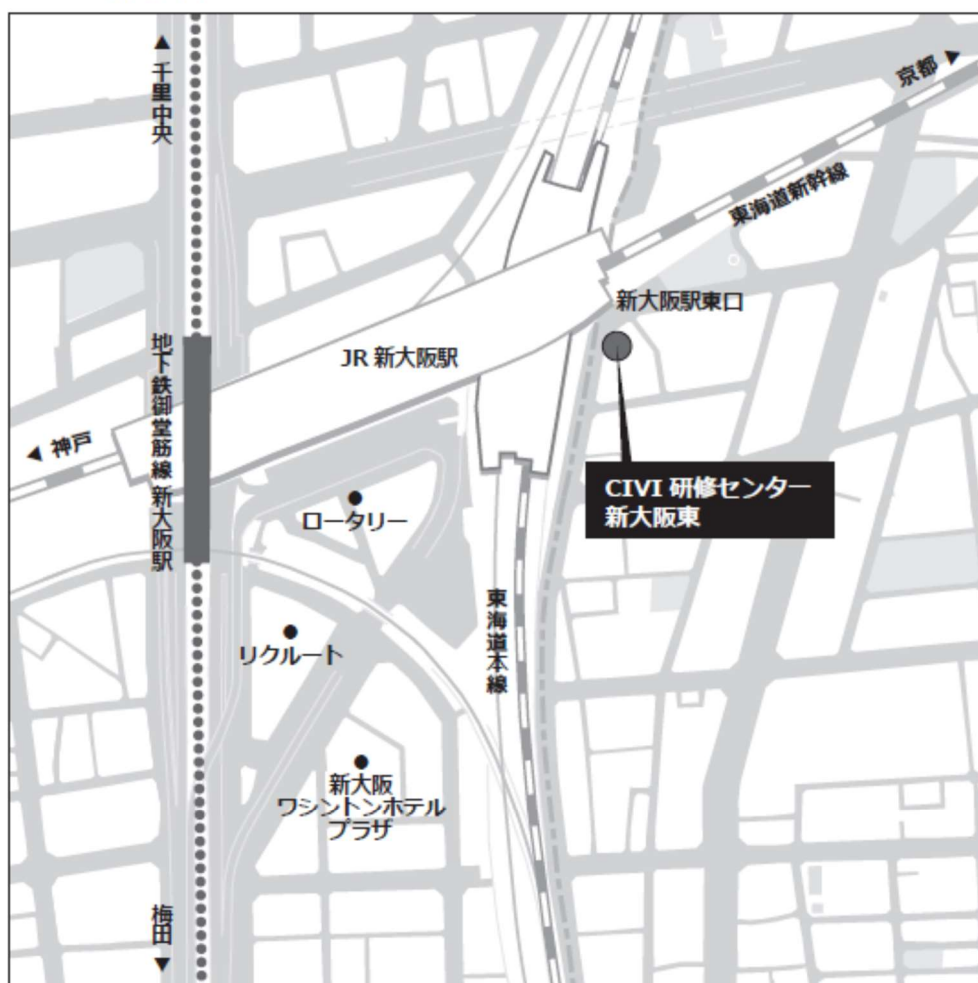 ▲千里中央
京都▶
東海道新幹線
新大阪駅東口
JR 新大阪駅
地下鉄御堂筋線 新大阪駅
◀ 神戸
CIVI 研修センター
新大阪東
ロータリー
東海道本線
リクルート
新大阪
ワシントンホテル
プラザ
梅田▼